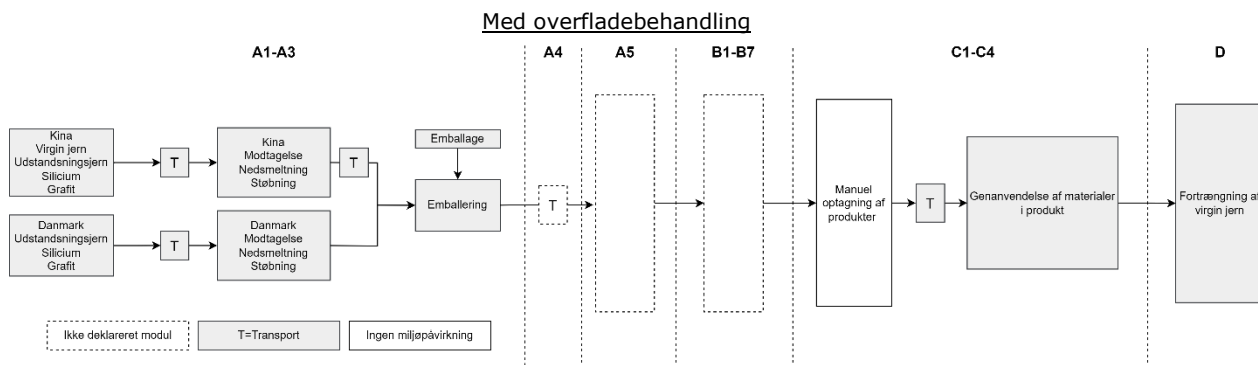 Med overfladebehandling
A1-A3
A4
A5
B1-B7
C1-C4
D
Kina
Virgin jern
Udstandsningsjern
Silicium
Grafit
T
Kina
Modtagelse
Nedsmeltning
Støbning
T
Emballage
Emballering
Danmark
Udstandsningsjern
Silicium
Grafit
T
Danmark
Modtagelse
Nedsmeltning
Støbning
T
Manuel
optagning af
produkter
T
Genanvendelse af materialer
i produkt
Fortrængning af
virgin jern
Ikke deklareret modul
T=Transport
Ingen miljøpåvirkning